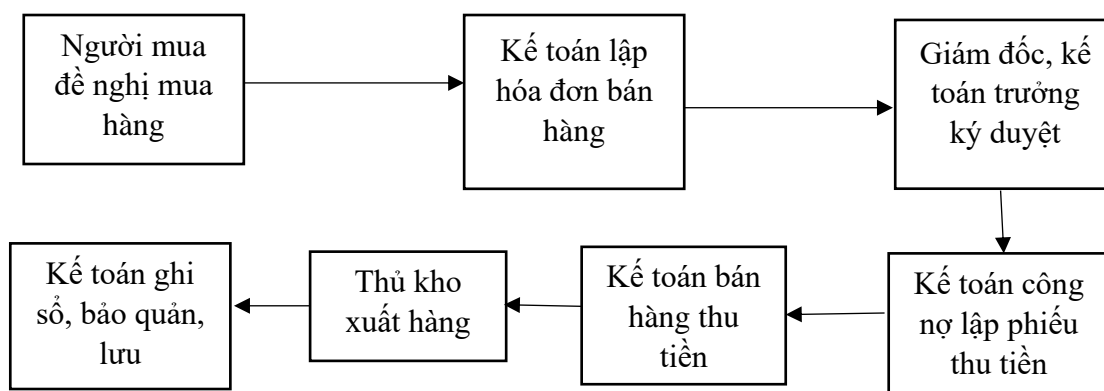 Người mua
đề nghị mua
hàng
Kế toán lập
hóa đơn bán
hàng
Giám đốc, kế
toán trưởng
ký duyệt
Kế toán công
nợ lập phiếu
thu tiền
Kế toán bán
hàng thu
tiền
Thủ kho
xuất hàng
Kế toán ghi
sổ, bảo quản,
lưu